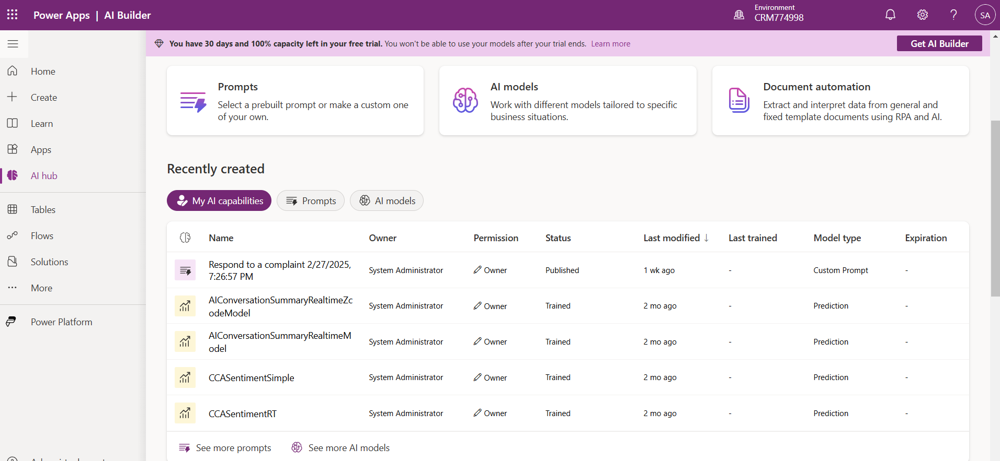 Power Apps | AI Builder
Environment
CRM774998
SA
You have 30 days and 100% capacity left in your free trial. You won't be able to use your models after your trial ends. Learn more
Get AI Builder
Home
Create
Learn
Apps
AI hub
Tables
Flows
Solutions
More
Power Platform
Prompts
Select a prebuilt prompt or make a custom one
of your own.
AI models
Work with different models tailored to specific
business situations.
Document automation
Extract and interpret data from general and
fixed template documents using RPA and AI.
Recently created
My AI capabilities
Prompts
AI models
Name Owner Permission Status Last modified ↓ Last trained Model type Expiration
Respond to a complaint 2/27/2025,
7:26:57 PM
System Administrator Owner Published 1 wk ago - Custom Prompt -
AIConversationSummaryRealtimeZc
odeModel
System Administrator Owner Trained 2 mo ago - Prediction -
AIConversationSummaryRealtimeM
odel
System Administrator Owner Trained 2 mo ago - Prediction -
CCASentimentSimple System Administrator Owner Trained 2 mo ago - Prediction -
CCASentimentRT System Administrator Owner Trained 2 mo ago - Prediction -
See more prompts
See more AI models